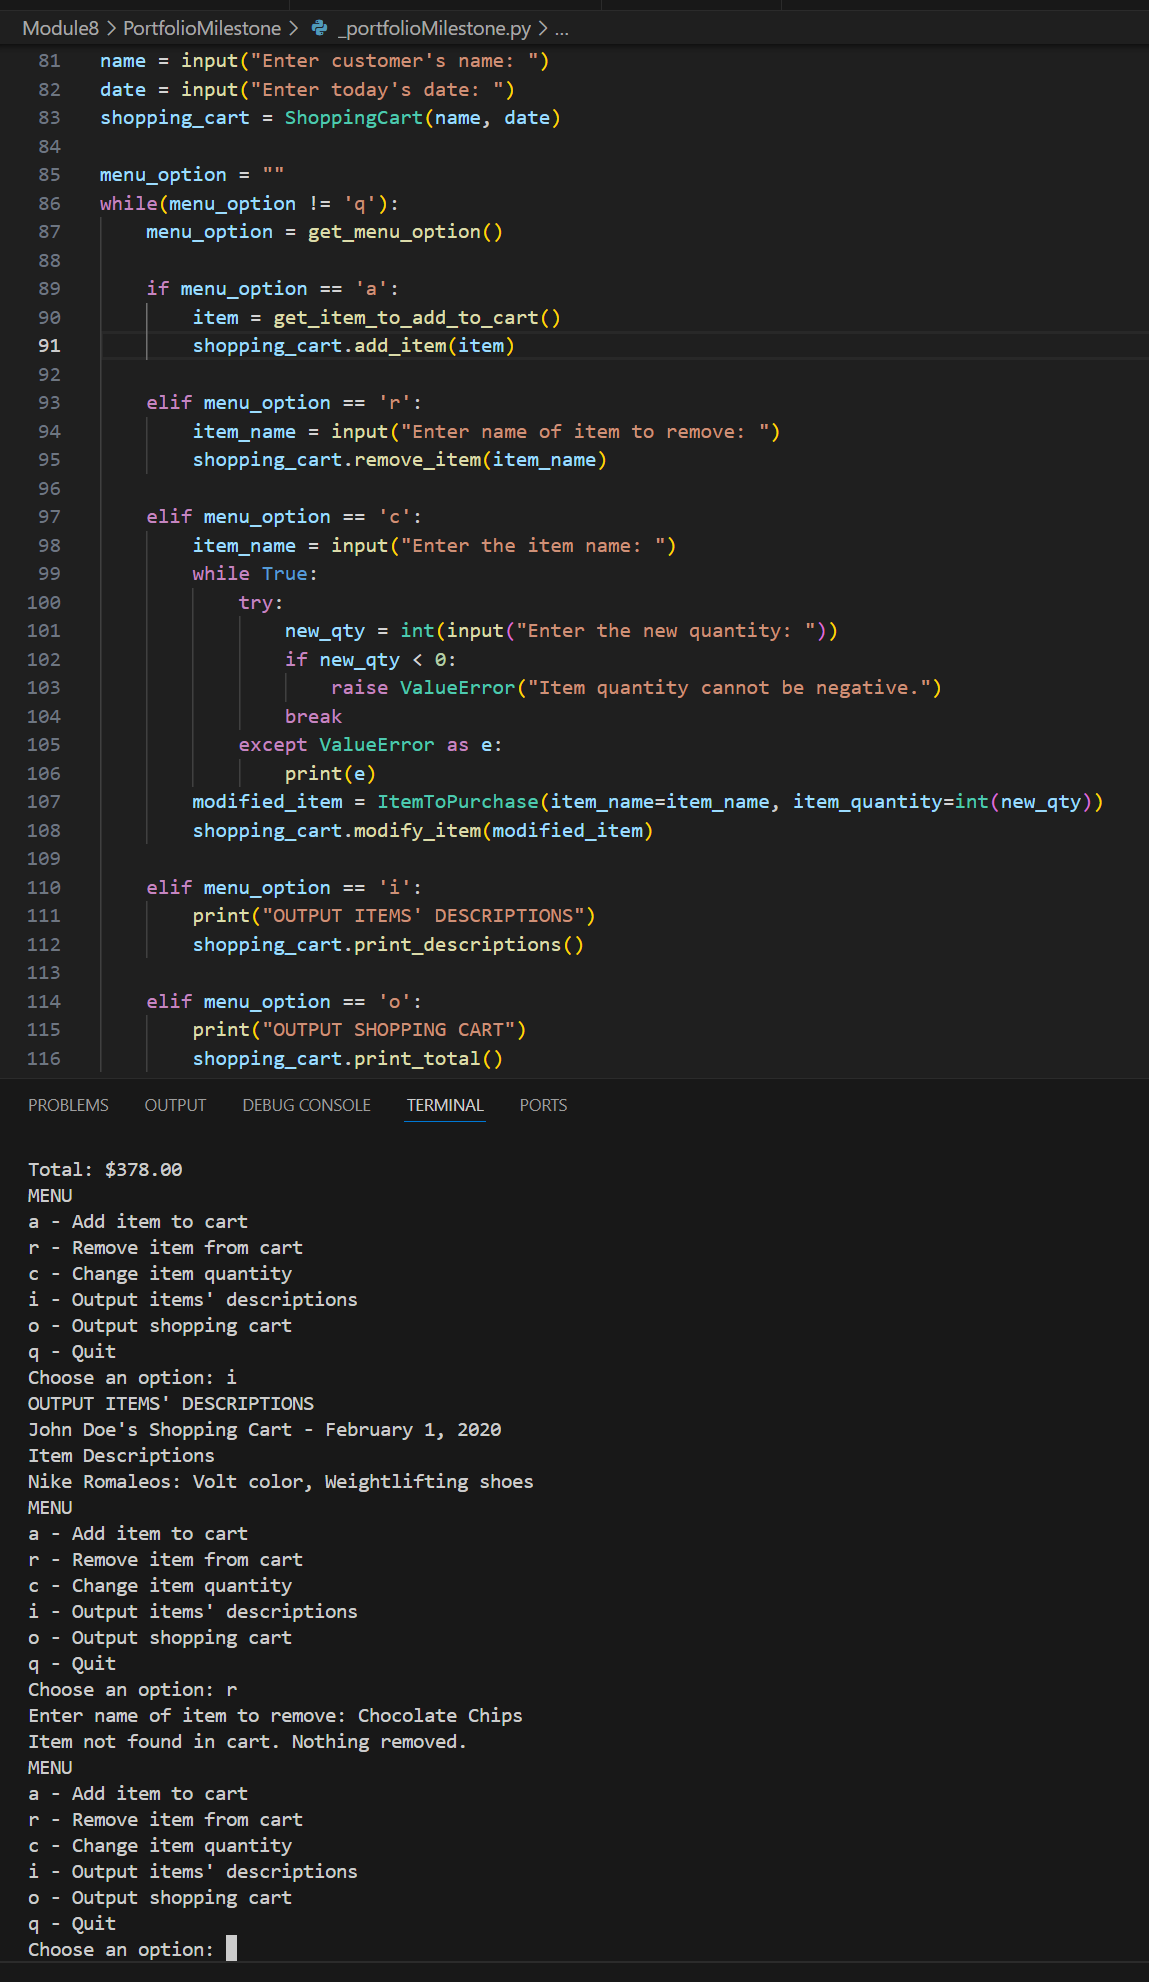 Module8 > PortfolioMilestone > _portfolioMilestone.py > ...
81 name = input("Enter customer's name: ")
82 date = input("Enter today's date: ")
83 shopping_cart = ShoppingCart(name, date)
84
85 menu_option = ""
86 while(menu_option != 'q'):
87     menu_option = get_menu_option()
88
89     if menu_option == 'a':
90         item = get_item_to_add_to_cart()
91         shopping_cart.add_item(item)
92
93     elif menu_option == 'r':
94         item_name = input("Enter name of item to remove: ")
95         shopping_cart.remove_item(item_name)
96
97     elif menu_option == 'c':
98         item_name = input("Enter the item name: ")
99         while True:
100             try:
101                 new_qty = int(input("Enter the new quantity: "))
102                 if new_qty < 0:
103                     raise ValueError("Item quantity cannot be negative.")
104                 break
105             except ValueError as e:
106                 print(e)
107         modified_item = ItemToPurchase(item_name=item_name, item_quantity=int(new_qty))
108         shopping_cart.modify_item(modified_item)
109
110     elif menu_option == 'i':
111         print("OUTPUT ITEMS' DESCRIPTIONS")
112         shopping_cart.print_descriptions()
113
114     elif menu_option == 'o':
115         print("OUTPUT SHOPPING CART")
116         shopping_cart.print_total()
PROBLEMS OUTPUT DEBUG CONSOLE TERMINAL PORTS
Total: $378.00
MENU
a - Add item to cart
r - Remove item from cart
c - Change item quantity
i - Output items' descriptions
o - Output shopping cart
q - Quit
Choose an option: i
OUTPUT ITEMS' DESCRIPTIONS
John Doe's Shopping Cart - February 1, 2020
Item Descriptions
Nike Romaleos: Volt color, Weightlifting shoes
MENU
a - Add item to cart
r - Remove item from cart
c - Change item quantity
i - Output items' descriptions
o - Output shopping cart
q - Quit
Choose an option: r
Enter name of item to remove: Chocolate Chips
Item not found in cart. Nothing removed.
MENU
a - Add item to cart
r - Remove item from cart
c - Change item quantity
i - Output items' descriptions
o - Output shopping cart
q - Quit
Choose an option: